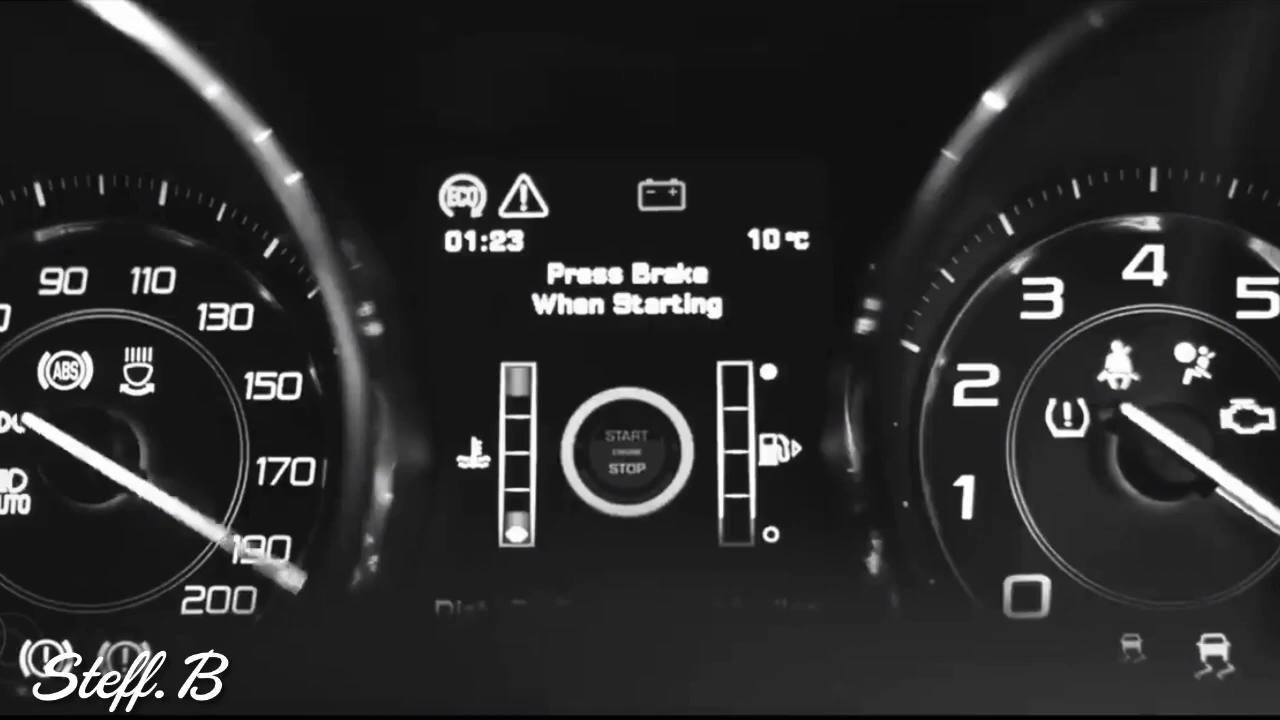 ECO
01:23
10°C
Press Brake
When Starting
90
110
130
150
170
190
200
ABS
AUTO
START
ENGINE
STOP
0
1
2
3
4
5
Steff. B